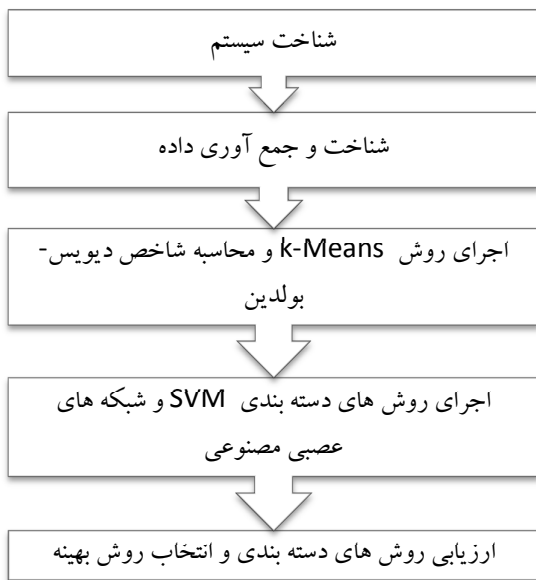 شناخت سیستم
شناخت و جمع آوری داده
اجرای روش k-Means و محاسبه شاخص دیویس-
بولدین
اجرای روش های دسته بندی SVM و شبکه های
عصبی مصنوعی
ارزیابی روش های دسته بندی و انتخاب روش بهینه